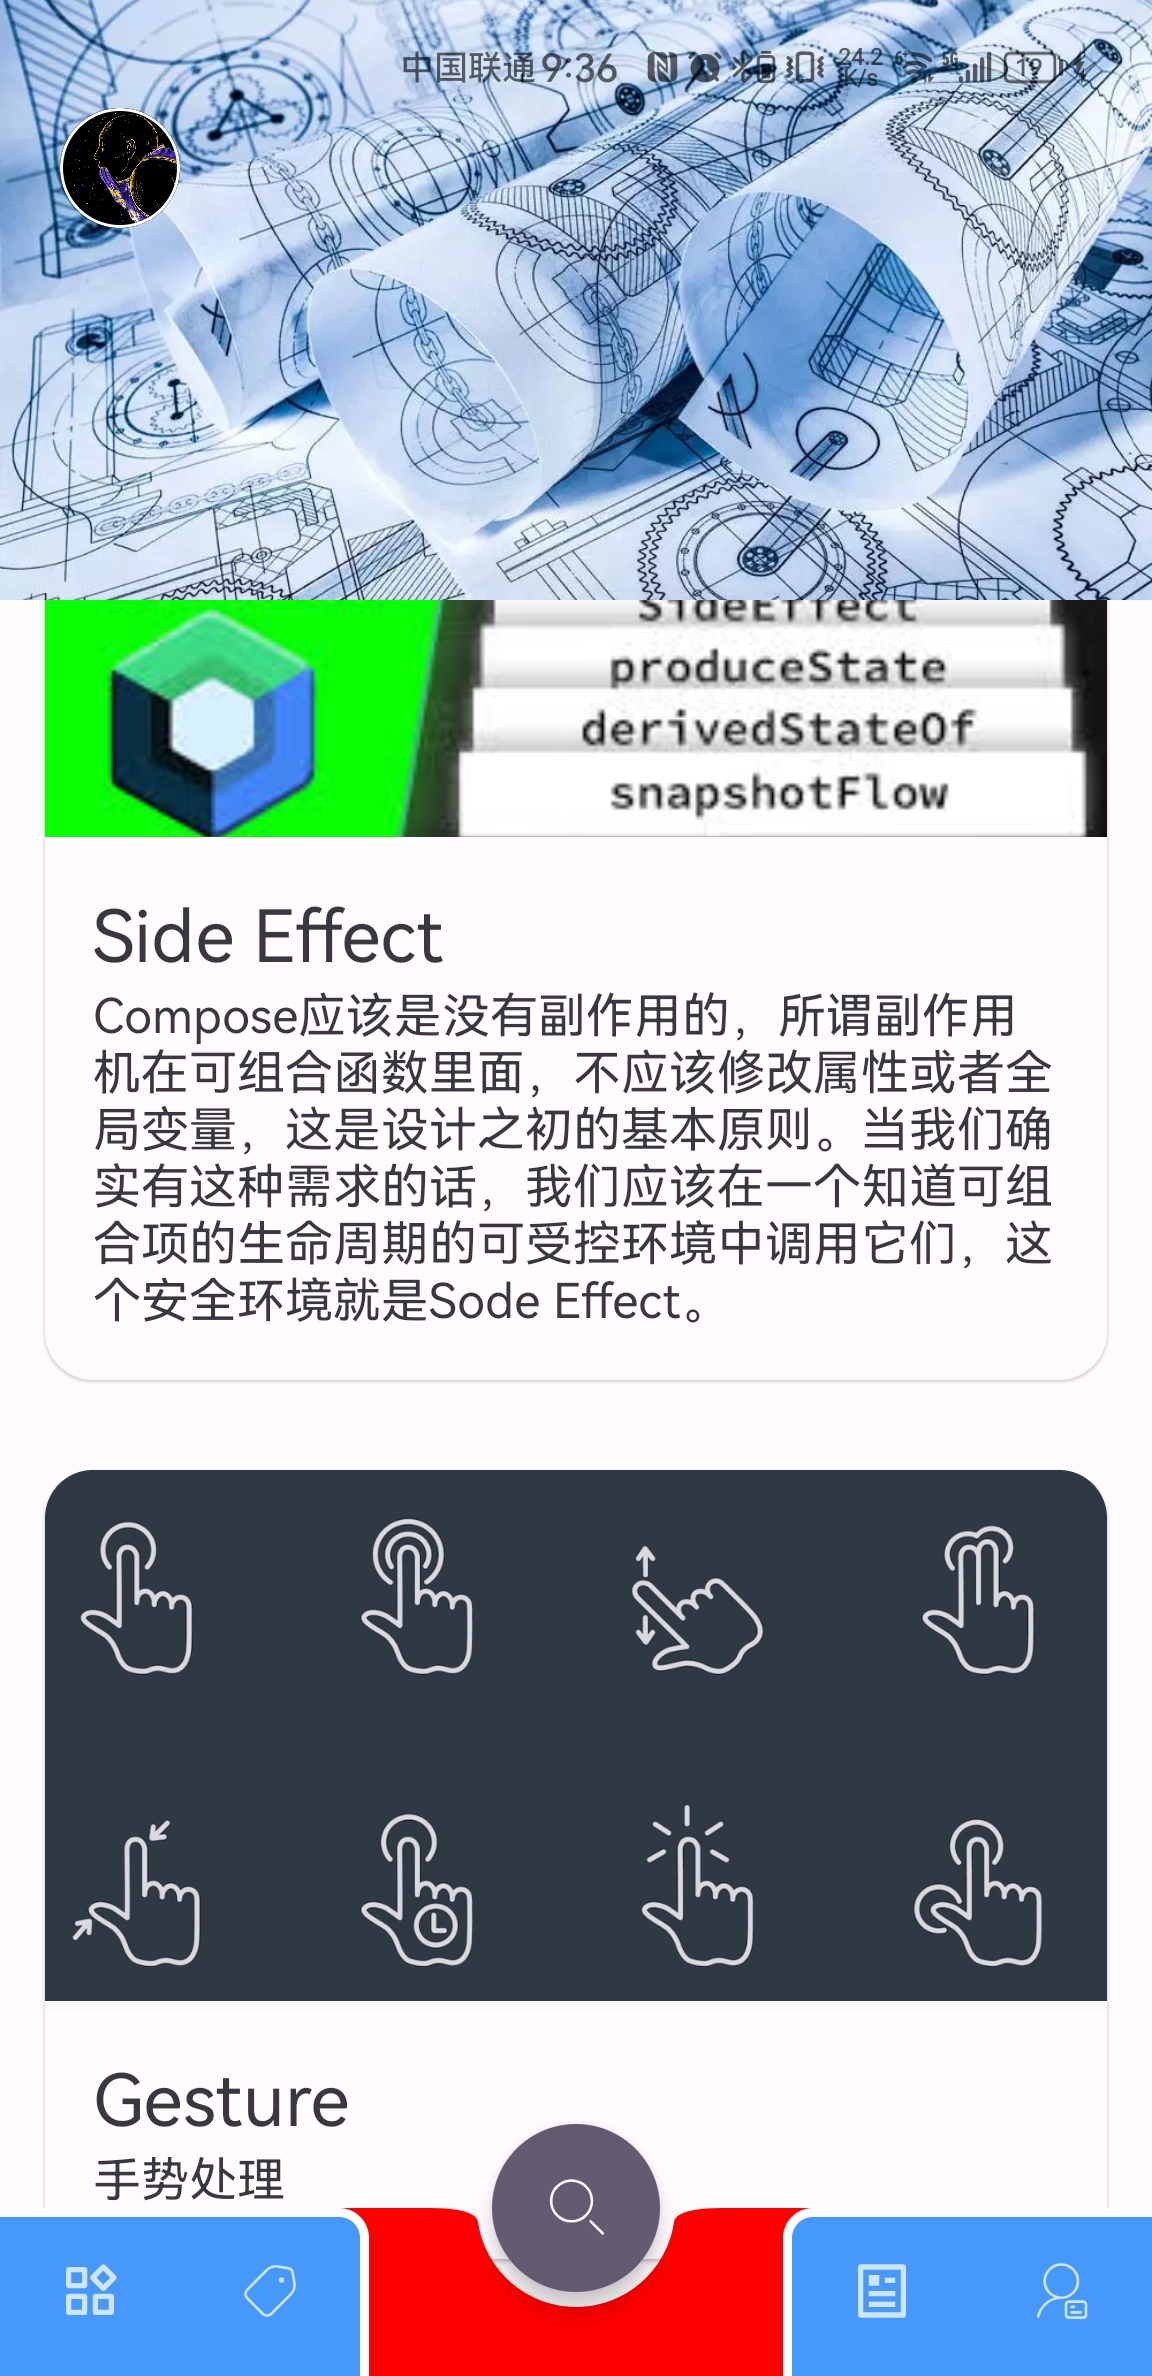 中国联通 9:36 24.2 K/s 6+ 5G 19
SideEffect
produceState
derivedStateOf
snapshotFlow
Side Effect
Compose应该是没有副作用的，所谓副作用
机在可组合函数里面，不应该修改属性或者全
局变量，这是设计之初的基本原则。当我们确
实有这种需求的话，我们应该在一个知道可组
合项的生命周期的可受控环境中调用它们，这
个安全环境就是Sode Effect。
Gesture
手势处理